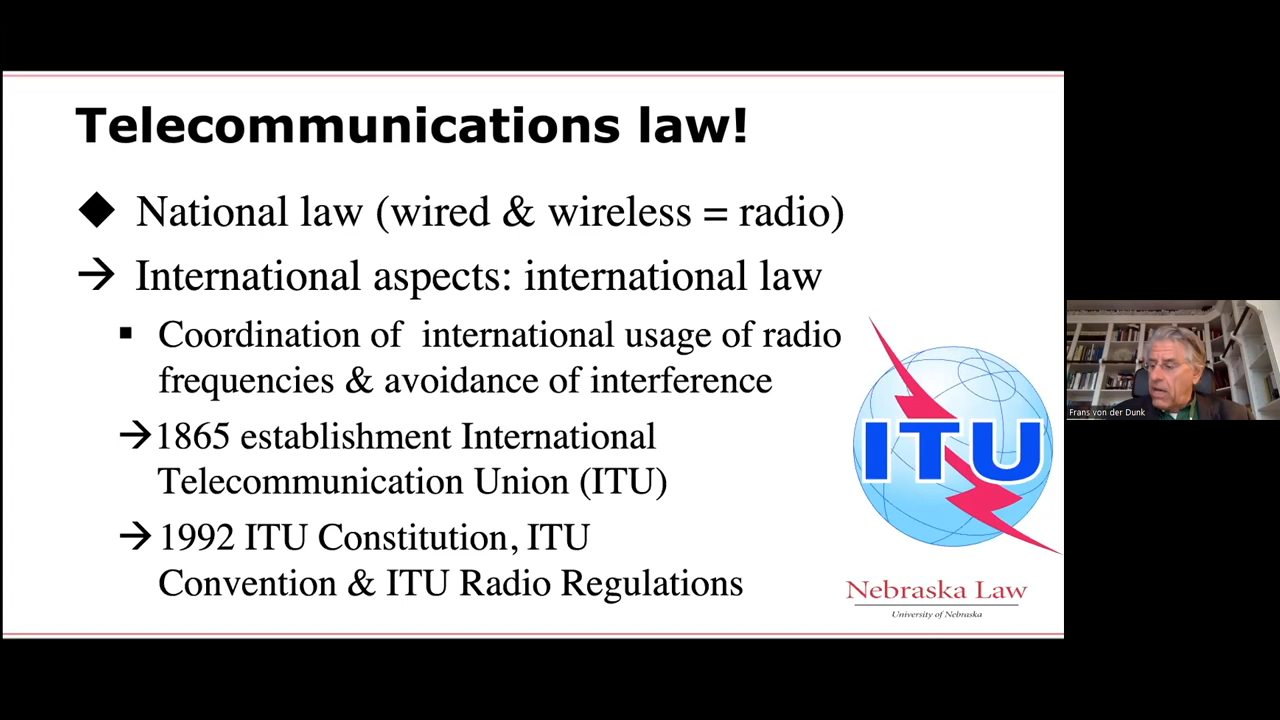 Telecommunications law!
◆ National law (wired & wireless = radio)
→ International aspects: international law
▪ Coordination of international usage of radio
frequencies & avoidance of interference
→1865 establishment International
Telecommunication Union (ITU)
→1992 ITU Constitution, ITU
Convention & ITU Radio Regulations
ITU
Nebraska Law
University of Nebraska
Frans von der Dunk